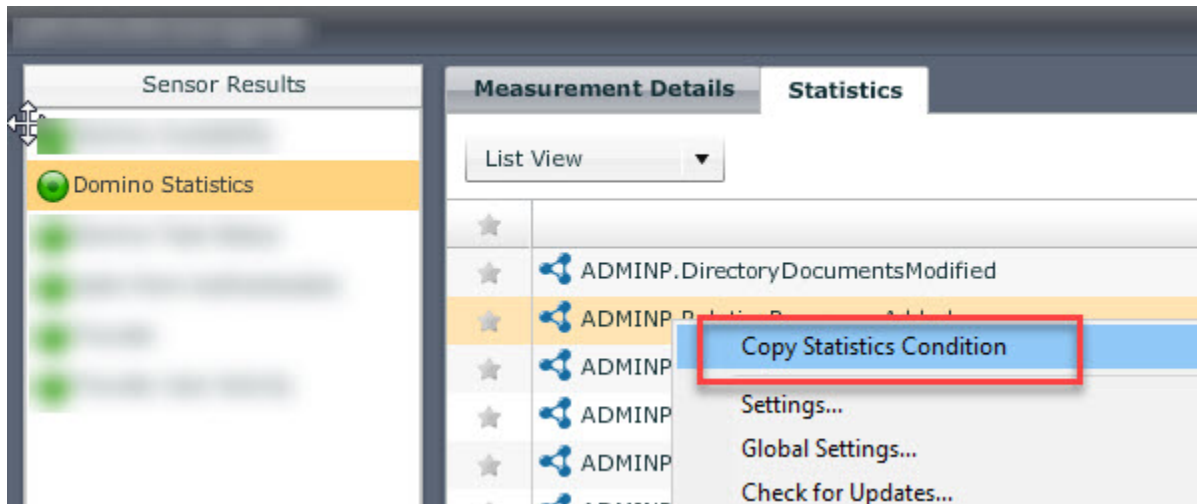 Sensor Results
Measurement Details
Statistics
List View
Domino Statistics
ADMINP.DirectoryDocumentsModified
ADMINP
Copy Statistics Condition
ADMINP
Settings...
ADMINP
Global Settings...
ADMINP
Check for Updates...